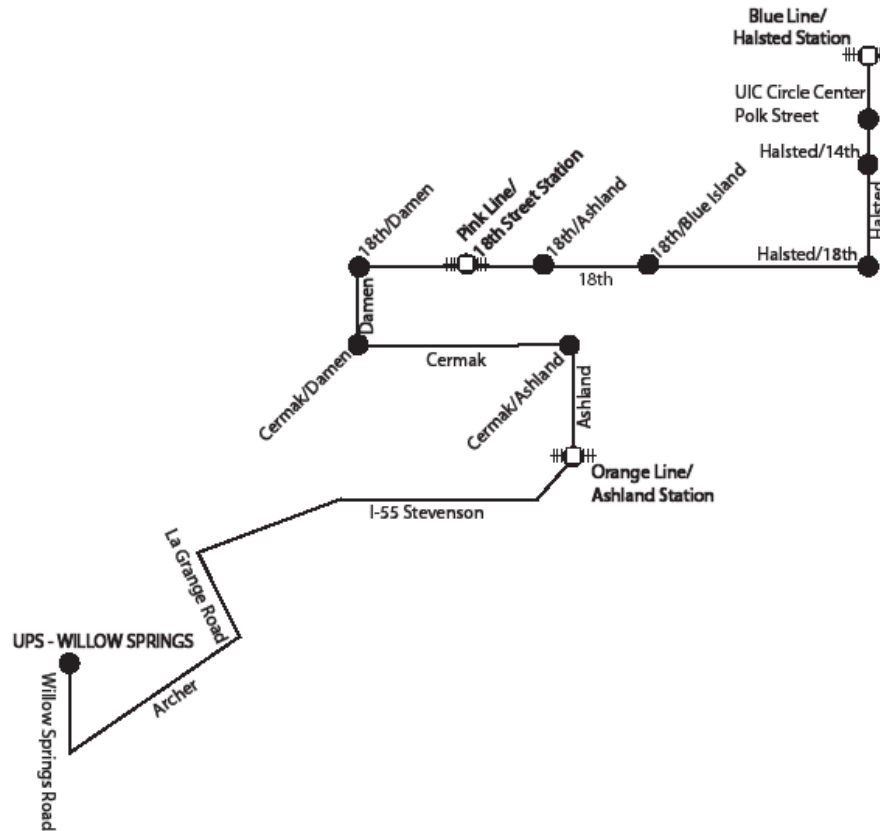 Blue Line/
Halsted Station
UIC Circle Center
Polk Street
Halsted/14th
Halsted
Halsted/18th
18th/Blue Island
18th/Ashland
Pink Line/
18th Street Station
18th/Damen
18th
Damen
Cermak/Damen
Cermak
Cermak/Ashland
Ashland
Orange Line/
Ashland Station
I-55 Stevenson
La Grange Road
UPS - WILLOW SPRINGS
Archer
Willow Springs Road